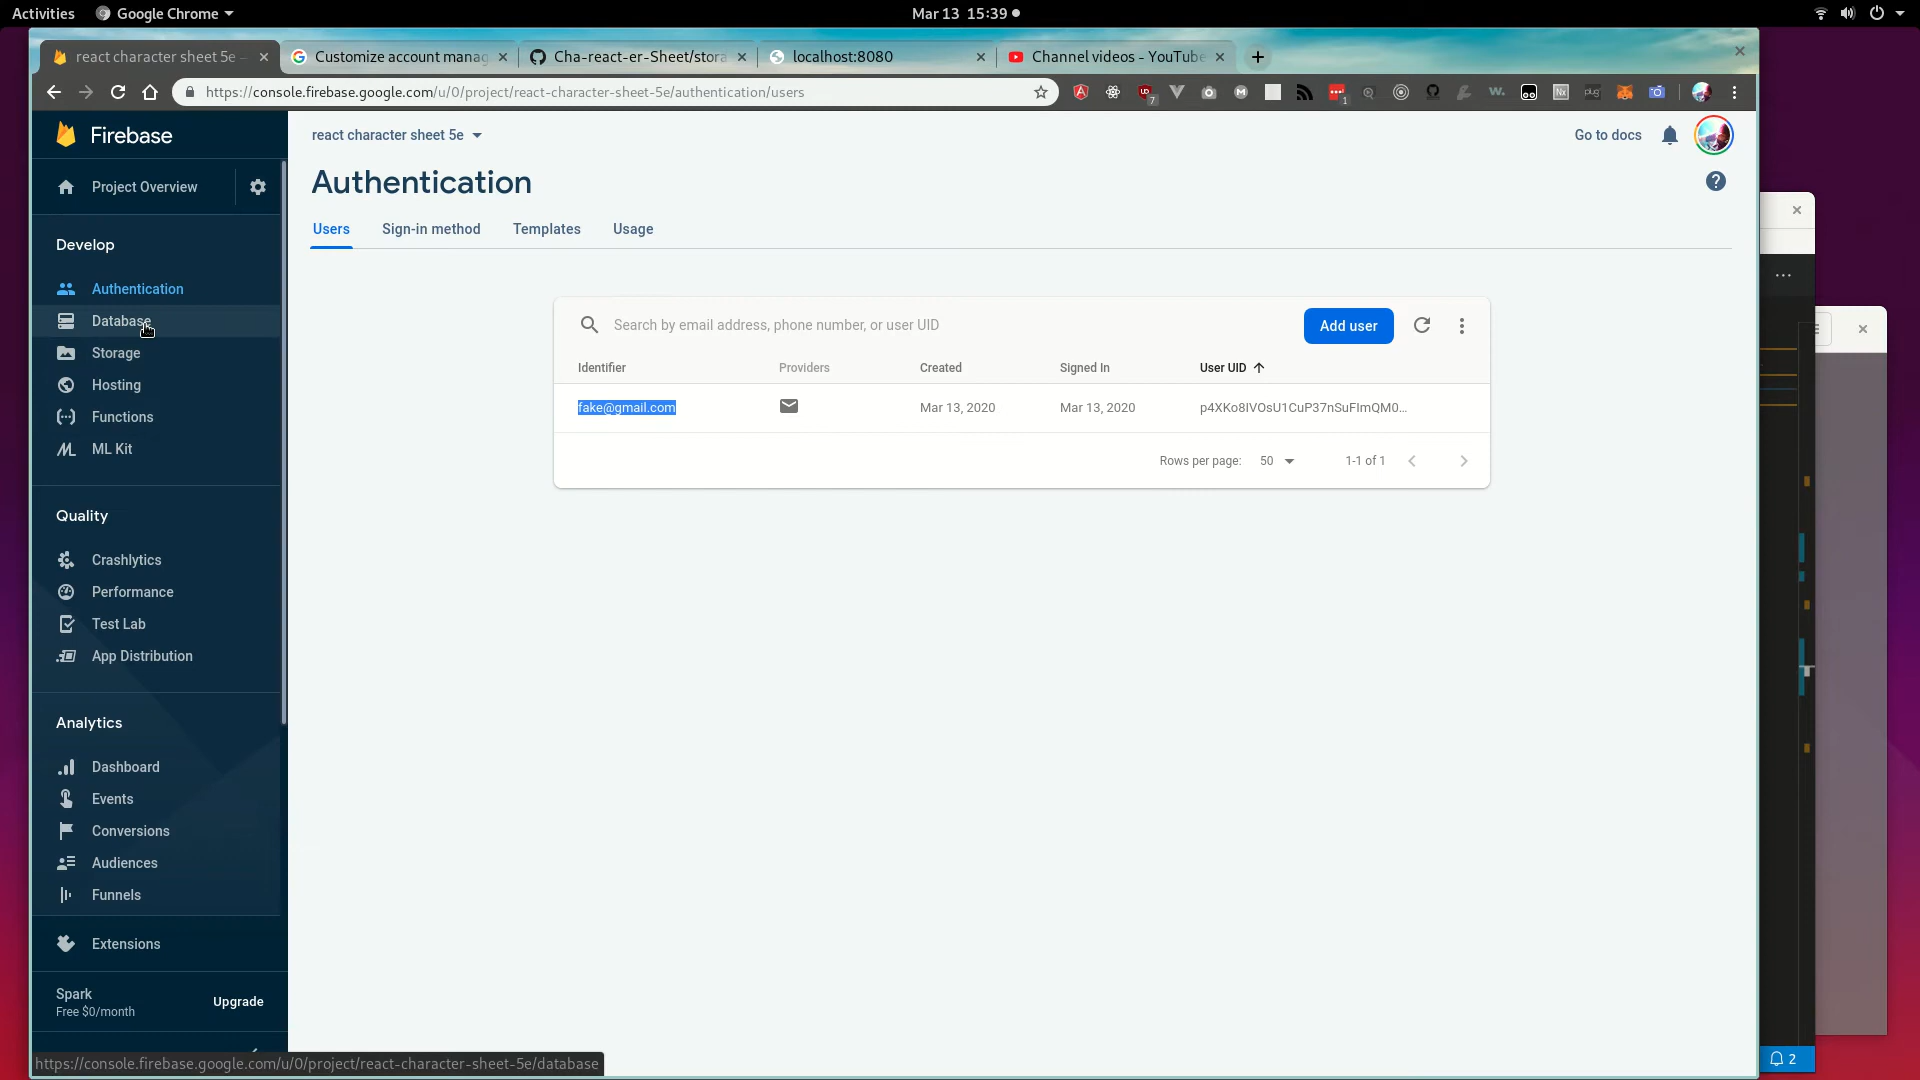 Activities
Google Chrome
Mar 13 15:39
react character sheet 5e –
Customize account manag
Cha-react-er-Sheet/stora
localhost:8080
Channel videos - YouTube
https://console.firebase.google.com/u/0/project/react-character-sheet-5e/authentication/users
Firebase
react character sheet 5e
Go to docs
Project Overview
Authentication
Users
Sign-in method
Templates
Usage
Develop
Authentication
Database
Storage
Hosting
Functions
ML Kit
Search by email address, phone number, or user UID
Add user
Identifier
Providers
Created
Signed In
User UID
fake@gmail.com
Mar 13, 2020
Mar 13, 2020
p4XKo8IVOsU1CuP37nSuFImQM0...
Rows per page:
50
1-1 of 1
Quality
Crashlytics
Performance
Test Lab
App Distribution
Analytics
Dashboard
Events
Conversions
Audiences
Funnels
Extensions
Spark
Free $0/month
Upgrade
https://console.firebase.google.com/u/0/project/react-character-sheet-5e/database
2